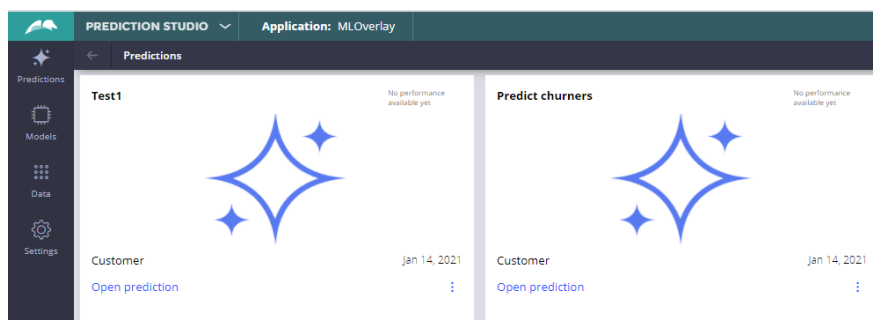 PREDICTION STUDIO
Application: MLOverlay
Predictions
Predictions
Models
Data
Settings
Test1
No performance
available yet
Customer
Jan 14, 2021
Open prediction
Predict churners
No performance
available yet
Customer
Jan 14, 2021
Open prediction